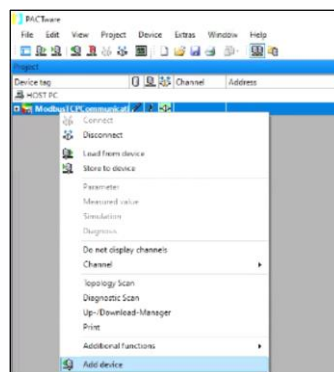 PACTware
File Edit View Project Device Extras Window Help
Project
Device tag Channel Address
HOST PC
ModbusTCPCommunicati
Connect
Disconnect
Load from device
Store to device
Parameter
Measured value
Simulation
Diagnosis
Do not display channels
Channel
Topology Scan
Diagnostic Scan
Up-/Download-Manager
Print
Additional functions
Add device